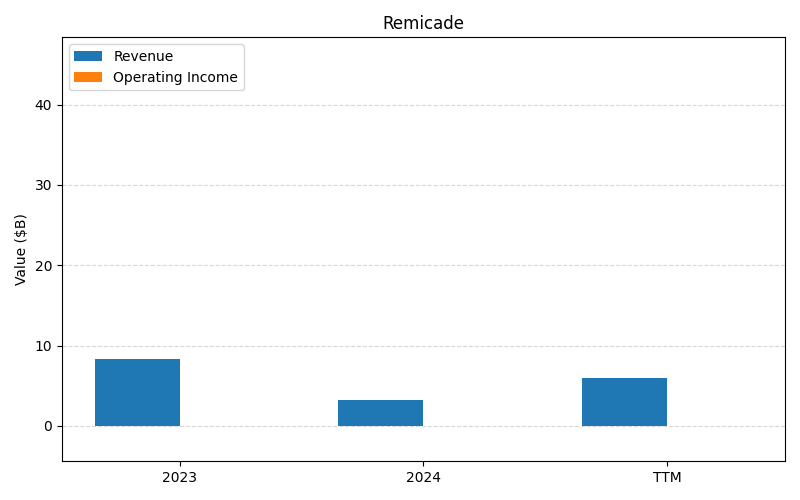 Remicade
Revenue
Operating Income
Value ($B)
40
30
20
10
0
2023
2024
TTM